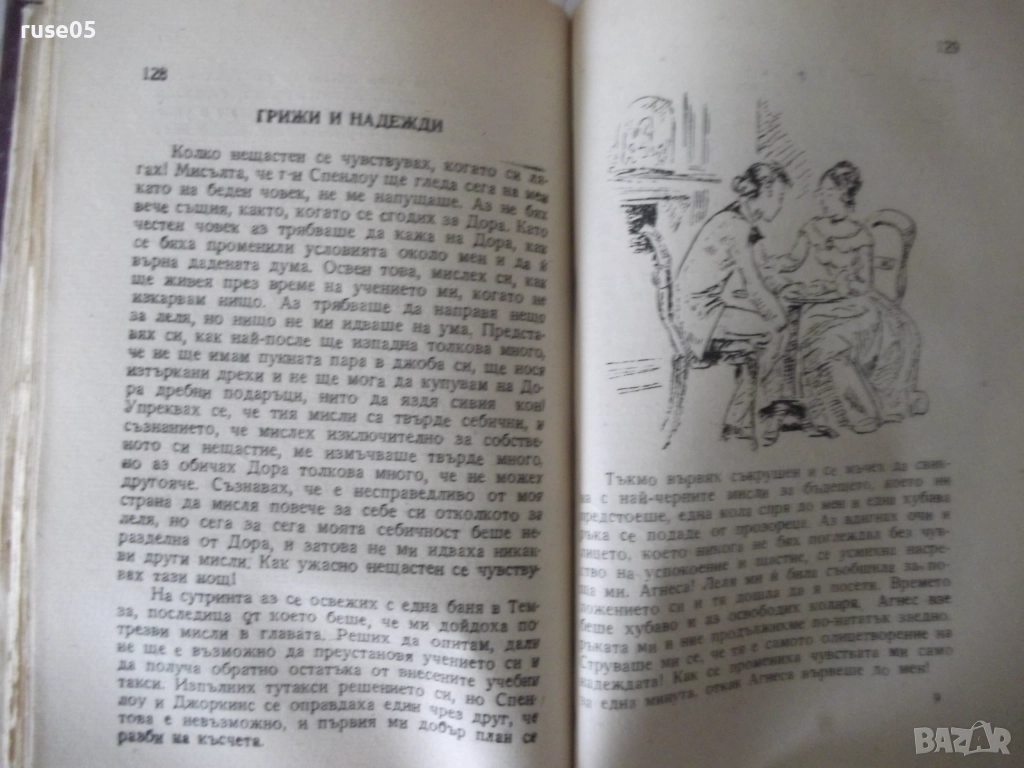 ruse05
128
ГРИЖИ И НАДЕЖДИ
Колко нещастен се чувствувах, когато си ля-
гах! Мисълта, че г-н Спенлоу ще гледа сега на мен
като на беден човек, не ме напущаше. Аз не бях
вече същия, както, когато се сгодих за Дора. Като
честен човек аз трябваше да кажа на Дора, как
се бяха променили условията около мен и да ѝ
върна дадената дума. Освен това, мислех си, как
ще живея през време на учението ми, когато не
изкарвам нищо. Аз трябваше да направя нещо
за леля, но нищо не ми идваше на ума. Предста-
вях си, как най-после ще изпадна толкова много,
че не ще имам пукната пара в джоба си, ще нося
изтъркани дрехи и не ще мога да купувам на До-
ра дребни подаръци, нито да яздя сивия кон!
Упреквах се, че тия мисли са твърде себични, и
съзнанието, че мислех изключително за собстве-
ното си нещастие, ме измъчваше твърде много,
но аз обичах Дора толкова много, че не можех
другояче. Съзнавах, че е несправедливо от моя
страна да мисля повече за себе си отколкото за
леля, но сега за сега моята себичност беше не-
разделна от Дора, и затова не ми идваха никак-
ви други мисли. Как ужасно нещастен се чувству-
вах тази нощ!
На сутринта аз се освежих с една баня в Тем-
за, последица от което беше, че ми дойдоха по-
трезви мисли в главата. Реших да опитам, дали
не ще е възможно да преустановя учението си и
да получа обратно остатъка от внесените учебни
такси. Изпълних тутакси решението си, но Спен-
лоу и Джоркинс се оправдаха един чрез друг, че
това е невъзможно, и първия ми добър план се
разби на късчета.
129
Тъкмо вървях съкрушен и се мъчех да свик-
на с най-черните мисли за бъдещето, което ни
предстоеше, една кола спря до мен и една хубава
ръка се подаде от прозореца. Аз вдигнех очи и
лицето, което никога не бях поглеждал без чув-
ство на успокоение и щастие, се усмихна насре-
ща ми. Агнеса! Леля ми ѝ била съобщила за по-
ложението си и тя дошла да я посети. Времето
беше хубаво и аз освободих коларя. Агнес взе
ръката ми и ние продължихме по-нататък заедно.
Струваше ми се, че тя е самото олицетворение на
надеждата! Как се промениха чувствата ми само
за една минута, откак Агнеса вървеше до мен!
9
BAZAR